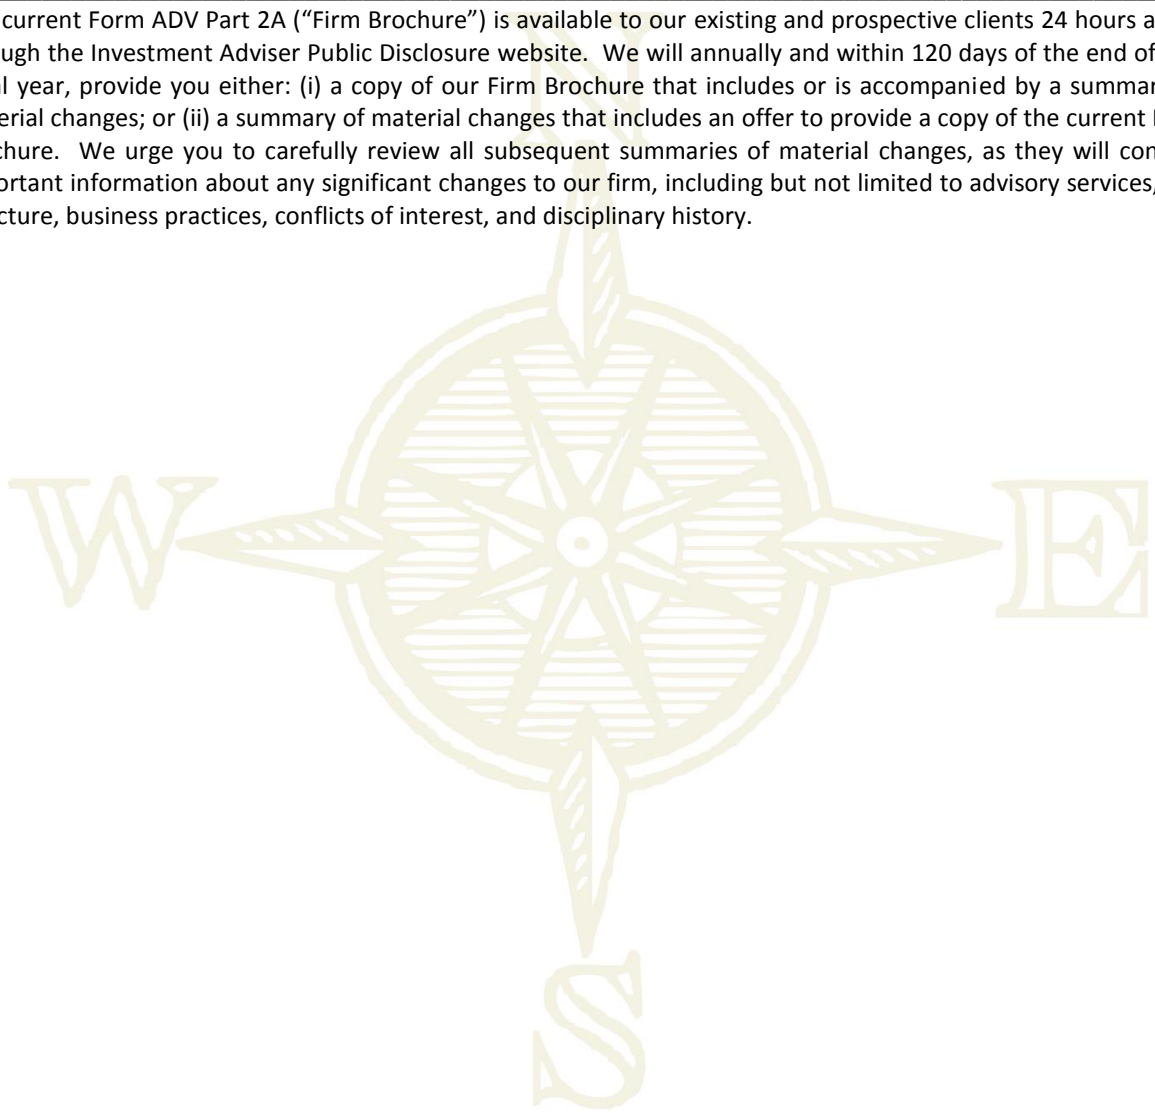 current Form ADV Part 2A (“Firm Brochure”) is available to our existing and prospective clients 24 hours a
ugh the Investment Adviser Public Disclosure website. We will annually and within 120 days of the end of
l year, provide you either: (i) a copy of our Firm Brochure that includes or is accompanied by a summar
erial changes; or (ii) a summary of material changes that includes an offer to provide a copy of the current
chure. We urge you to carefully review all subsequent summaries of material changes, as they will con
ortant information about any significant changes to our firm, including but not limited to advisory services,
cture, business practices, conflicts of interest, and disciplinary history.
N
W E
S